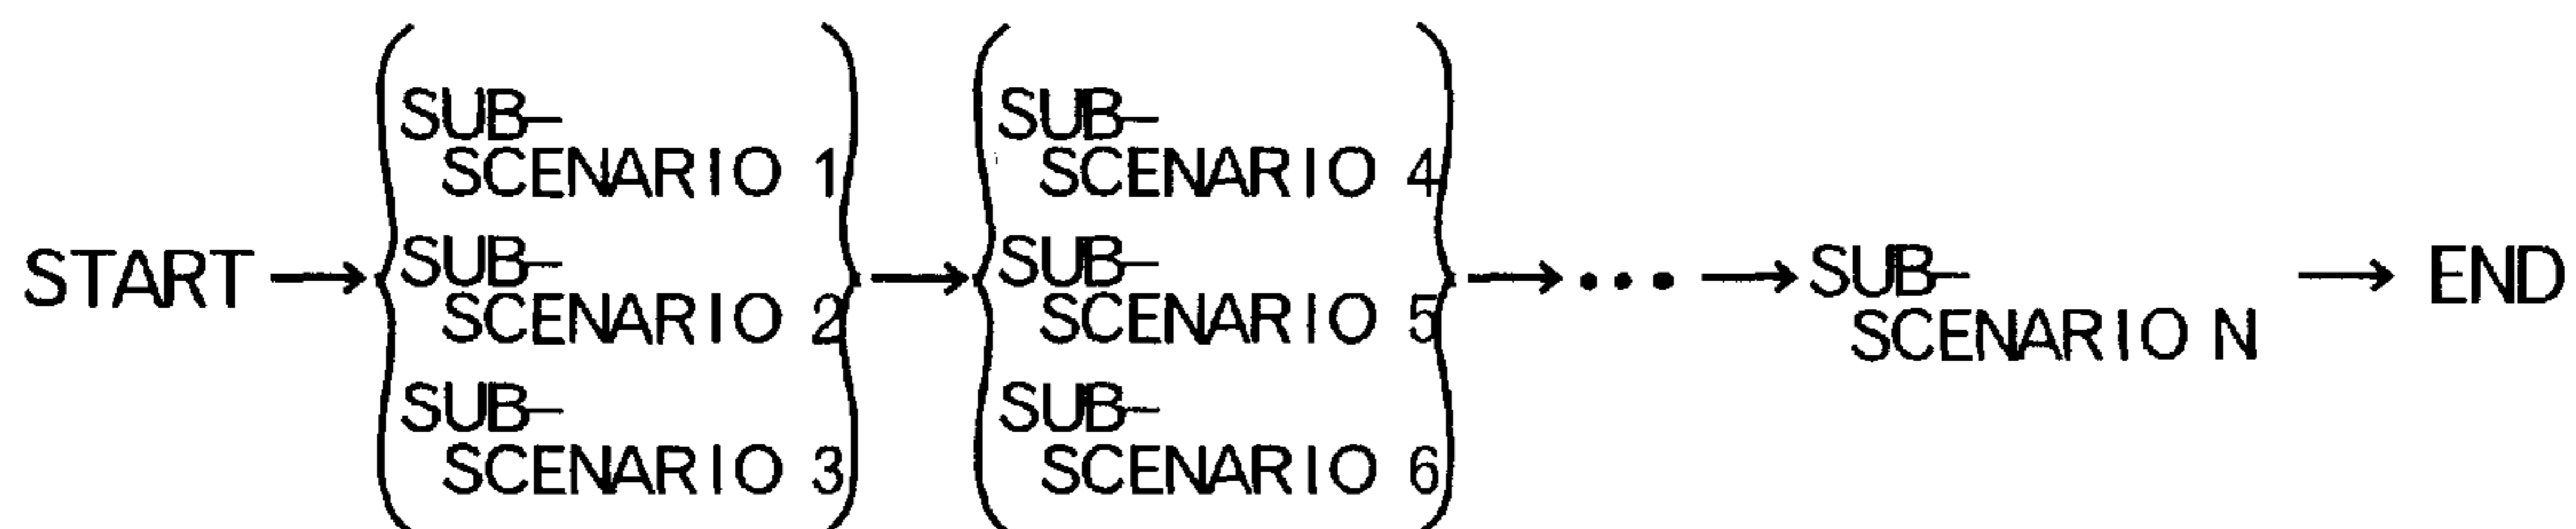 START
SUB-
SCENARIO 1
SUB-
SCENARIO 2
SUB-
SCENARIO 3
SUB-
SCENARIO 4
SUB-
SCENARIO 5
SUB-
SCENARIO 6
...
SUB-
SCENARIO N
END